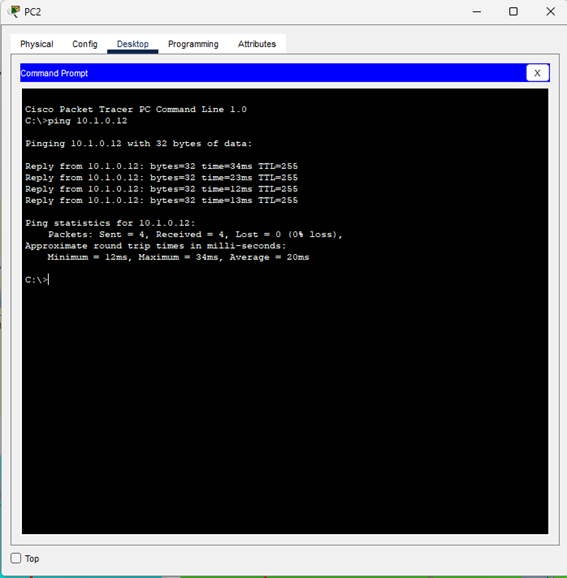 PC2
Physical Config Desktop Programming Attributes
Command Prompt X
Cisco Packet Tracer PC Command Line 1.0
C:\>ping 10.1.0.12
Pinging 10.1.0.12 with 32 bytes of data:
Reply from 10.1.0.12: bytes=32 time=34ms TTL=255
Reply from 10.1.0.12: bytes=32 time=23ms TTL=255
Reply from 10.1.0.12: bytes=32 time=12ms TTL=255
Reply from 10.1.0.12: bytes=32 time=13ms TTL=255
Ping statistics for 10.1.0.12:
    Packets: Sent = 4, Received = 4, Lost = 0 (0% loss),
Approximate round trip times in milli-seconds:
    Minimum = 12ms, Maximum = 34ms, Average = 20ms
C:\>
Top